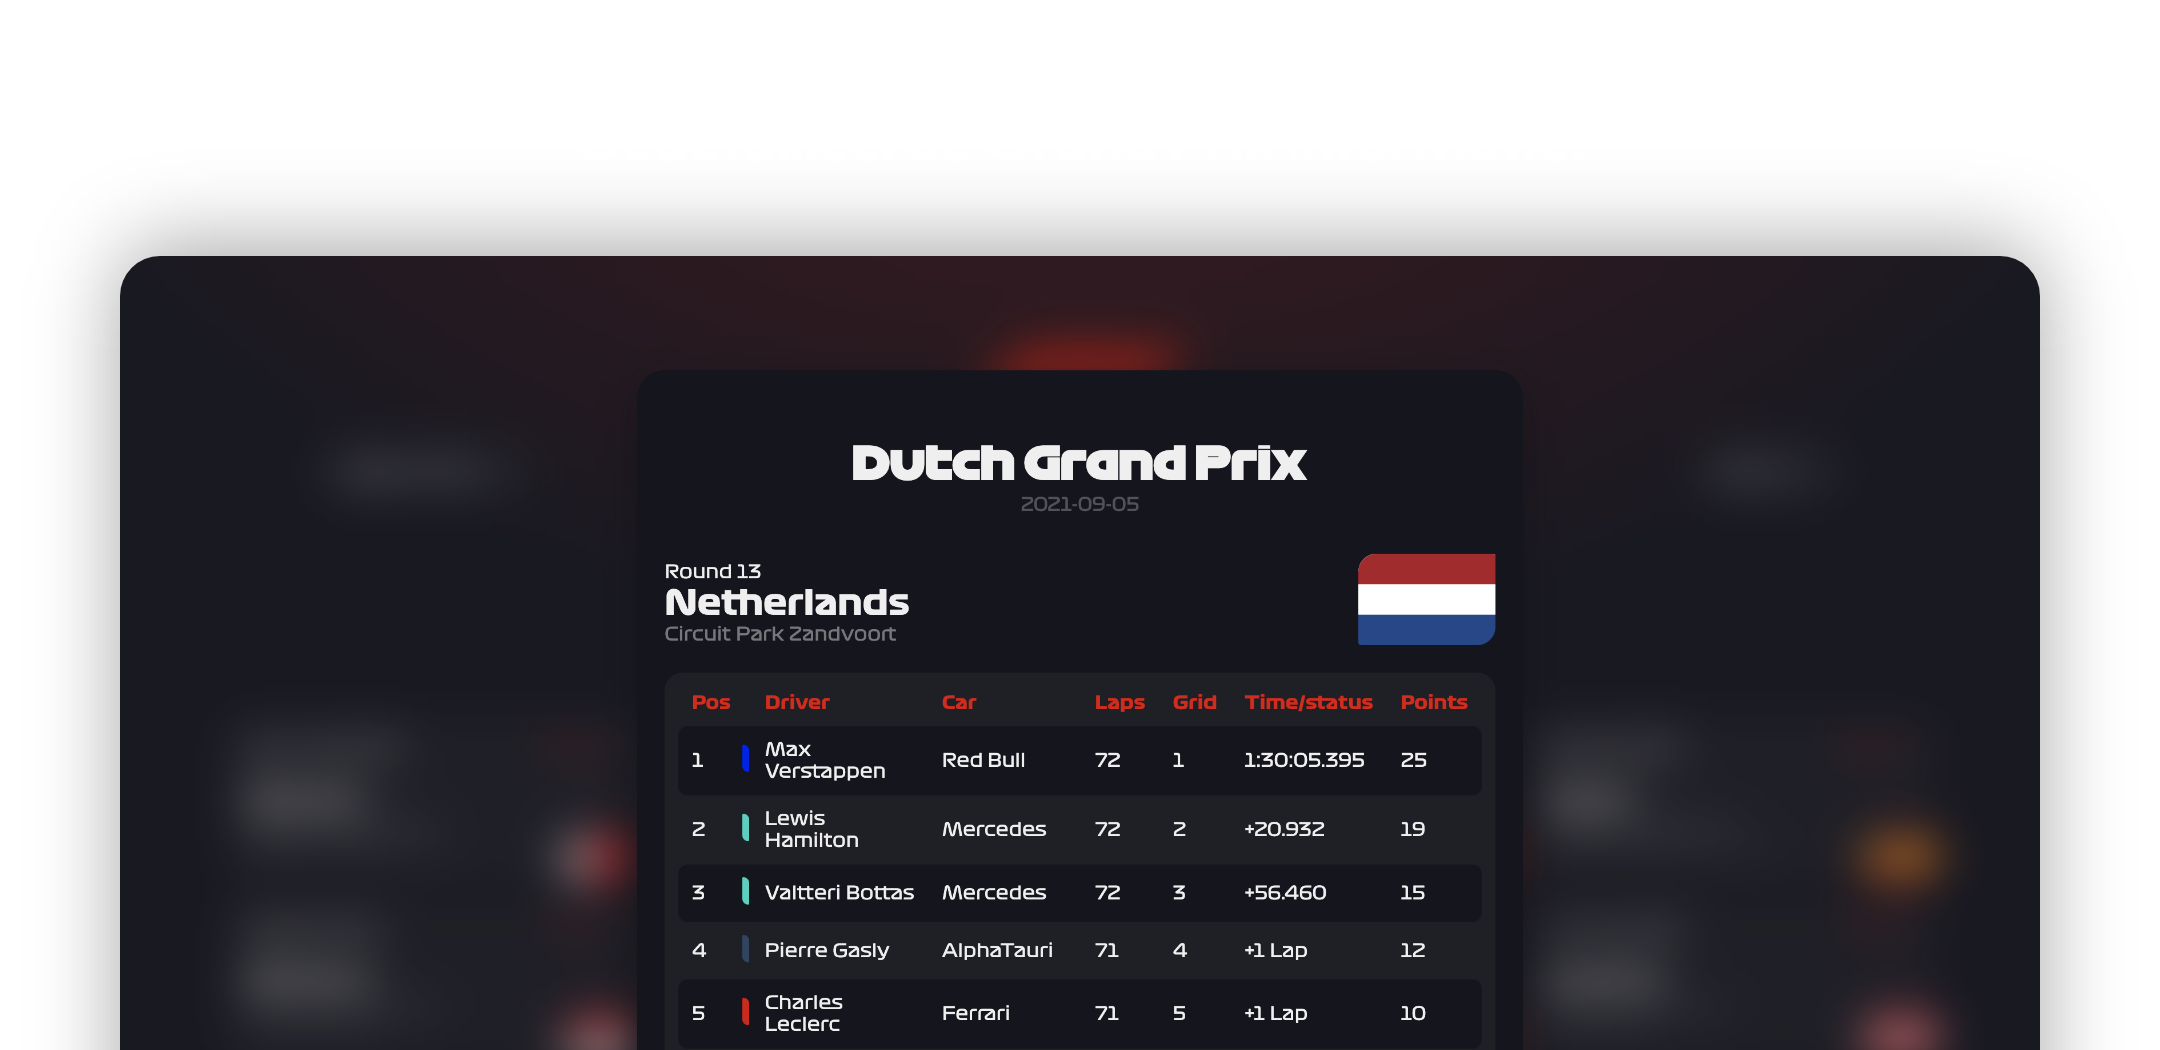 Dutch Grand Prix
2021-09-05
Round 13
Netherlands
Circuit Park Zandvoort
Pos Driver Car Laps Grid Time/status Points
1 Max Verstappen Red Bull 72 1 1:30:05.395 25
2 Lewis Hamilton Mercedes 72 2 +20.932 19
3 Valtteri Bottas Mercedes 72 3 +56.460 15
4 Pierre Gasly AlphaTauri 71 4 +1 Lap 12
5 Charles Leclerc Ferrari 71 5 +1 Lap 10